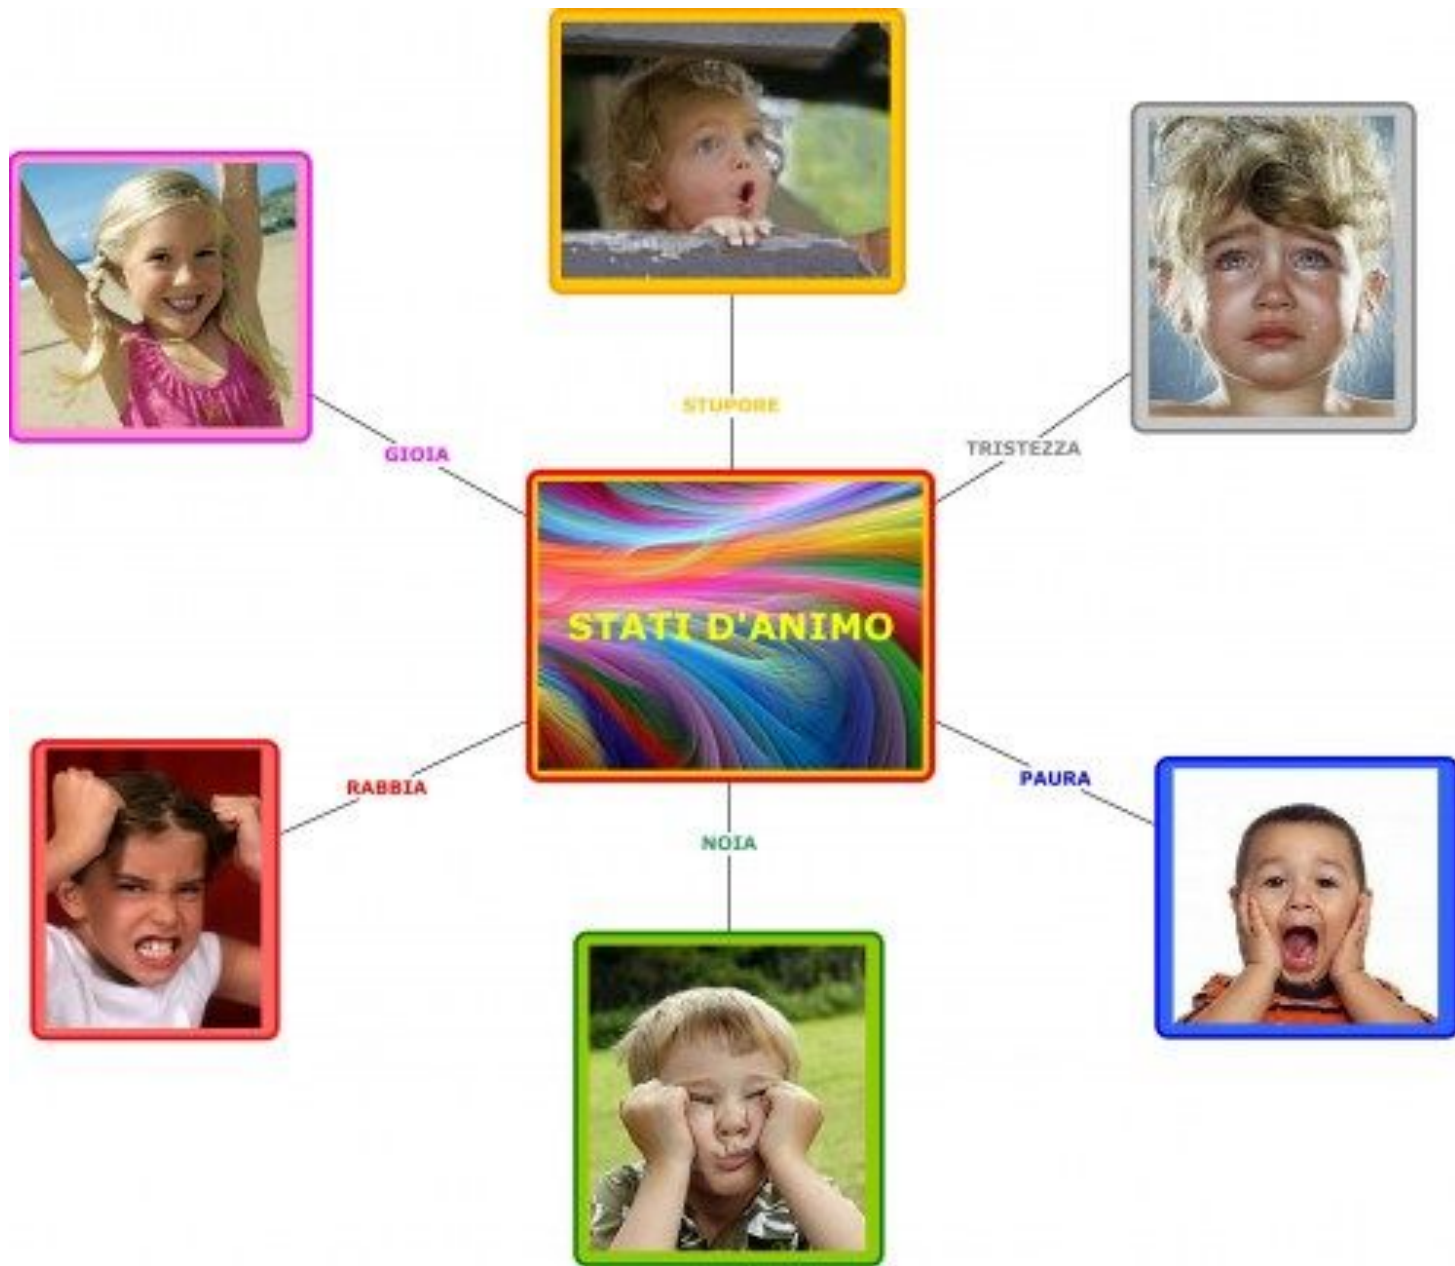 STUPORE
GIOIA
TRISTEZZA
STATI D'ANIMO
RABBIA
PAURA
NOIA